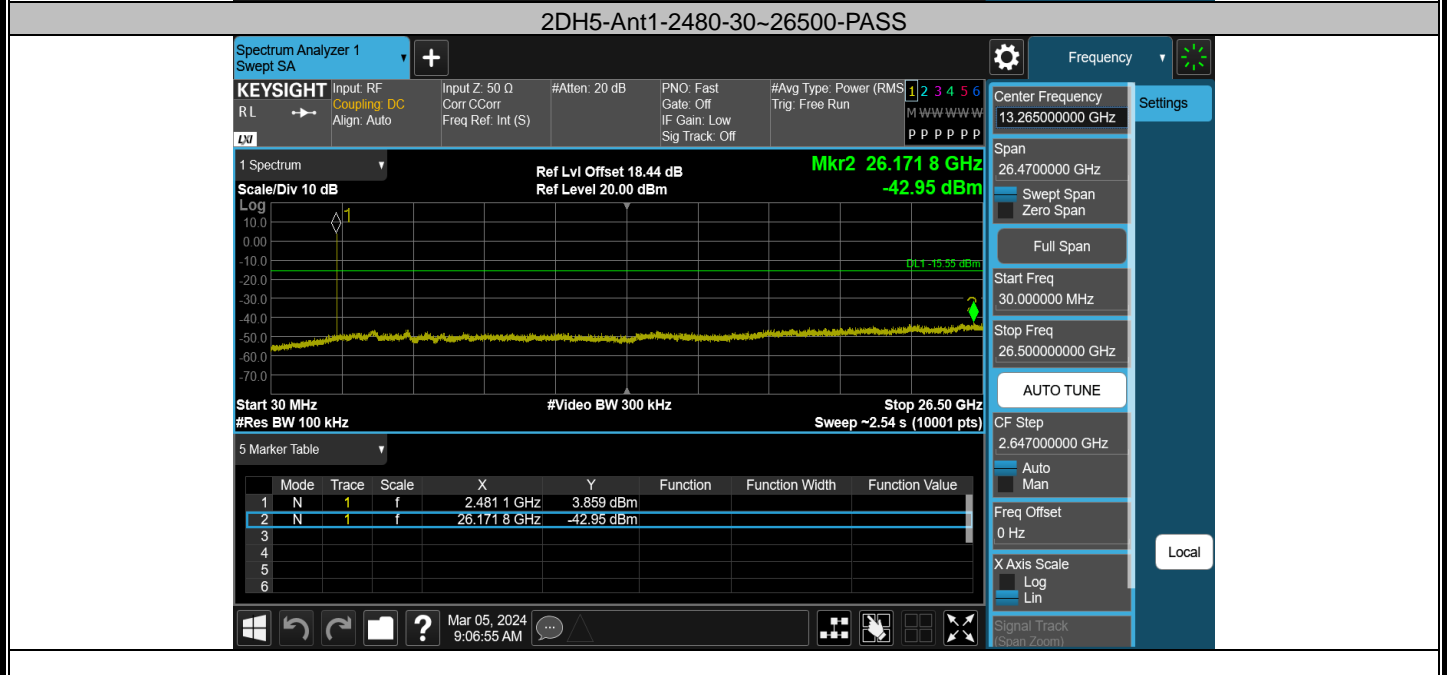 2DH5-Ant1-2480-30~26500-PASS
Spectrum Analyzer 1
Swept SA
+
Frequency
KEYSIGHT
R L
LXI
Input: RF
Coupling: DC
Align: Auto
Input Z: 50 Ω
Corr CCorr
Freq Ref: Int (S)
#Atten: 20 dB
PNO: Fast
Gate: Off
IF Gain: Low
Sig Track: Off
#Avg Type: Power (RMS
Trig: Free Run
1 2 3 4 5 6
M W W W W W
P P P P P P
1 Spectrum
Scale/Div 10 dB
Ref Lvl Offset 18.44 dB
Ref Level 20.00 dBm
Mkr2 26.171 8 GHz
-42.95 dBm
Log
10.0
0.00
-10.0
-20.0
-30.0
-40.0
-50.0
-60.0
-70.0
1
DL1 -15.55 dBm
2
Start 30 MHz
#Res BW 100 kHz
#Video BW 300 kHz
Stop 26.50 GHz
Sweep ~2.54 s (10001 pts)
5 Marker Table
Mode Trace Scale X Y Function Function Width Function Value
1 N 1 f 2.481 1 GHz 3.859 dBm
2 N 1 f 26.171 8 GHz -42.95 dBm
3
4
5
6
Mar 05, 2024
9:06:55 AM
?
Center Frequency
13.265000000 GHz
Settings
Span
26.4700000 GHz
Swept Span
Zero Span
Full Span
Start Freq
30.000000 MHz
Stop Freq
26.500000000 GHz
AUTO TUNE
CF Step
2.647000000 GHz
Auto
Man
Freq Offset
0 Hz
X Axis Scale
Log
Lin
Signal Track
(Span Zoom)
Local